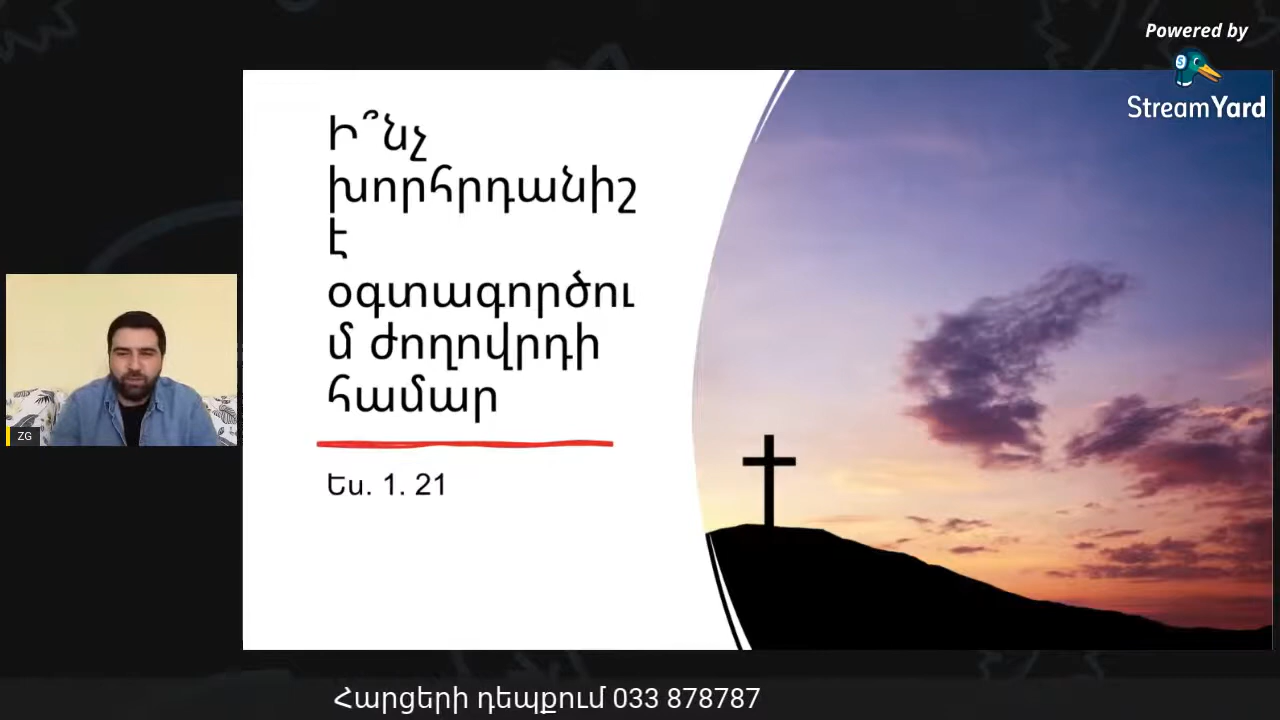 Powered by
StreamYard
Ի՞նչ
խորհրդանիշ
է
օգտագործու
մ ժողովրդի
համար
Ես. 1. 21
ZG
Հարցերի դեպքում 033 878787